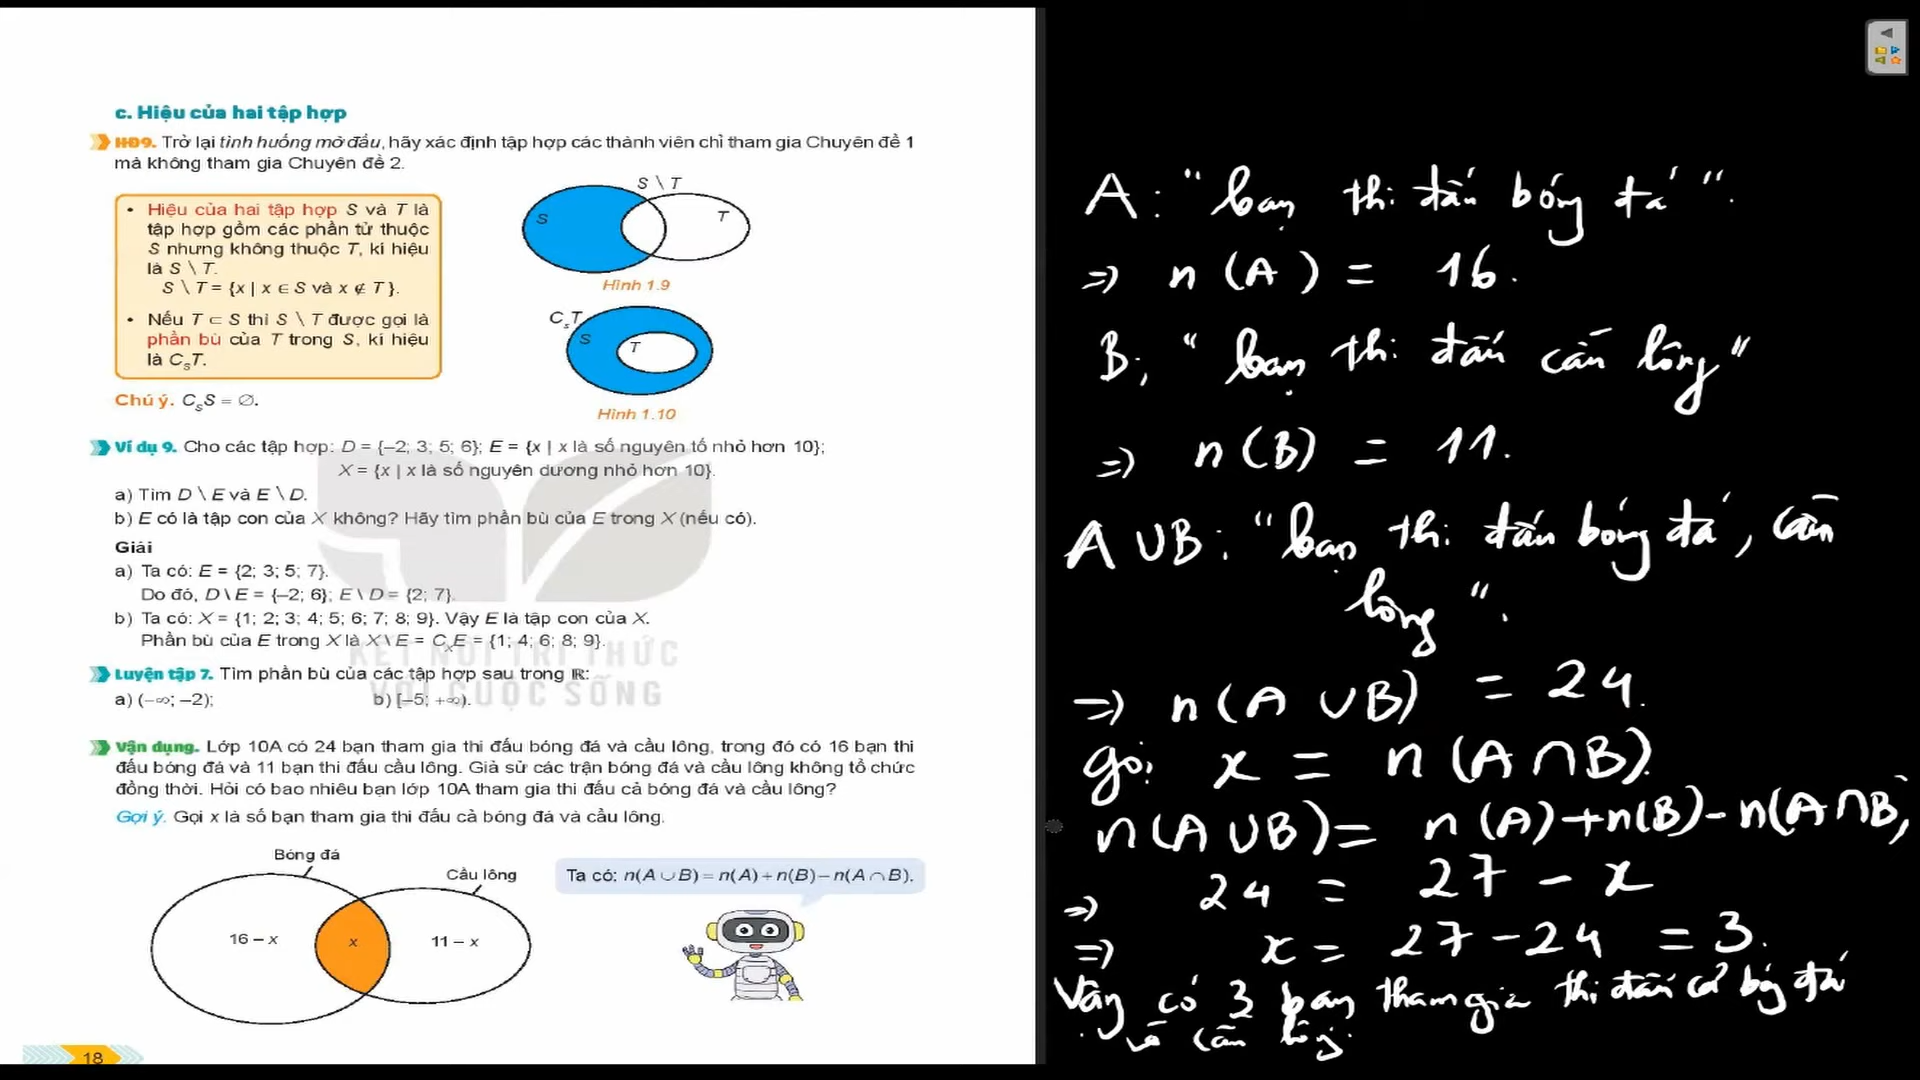 c. Hiệu của hai tập hợp
HĐ9. Trở lại tình huống mở đầu, hãy xác định tập hợp các thành viên chỉ tham gia Chuyên đề 1
mà không tham gia Chuyên đề 2.
• Hiệu của hai tập hợp S và T là
tập hợp gồm các phần tử thuộc
S nhưng không thuộc T, kí hiệu
là S \ T.
S \ T = {x | x ∈ S và x ∉ T}.
• Nếu T ⊂ S thì S \ T được gọi là
phần bù của T trong S, kí hiệu
là CₛT.
S \ T
S
T
Hình 1.9
CₛT
S
T
Hình 1.10
Chú ý. CₛS = ∅.
Ví dụ 9. Cho các tập hợp: D = {–2; 3; 5; 6}; E = {x | x là số nguyên tố nhỏ hơn 10};
X = {x | x là số nguyên dương nhỏ hơn 10}.
a) Tìm D \ E và E \ D.
b) E có là tập con của X không? Hãy tìm phần bù của E trong X (nếu có).
Giải
a) Ta có: E = {2; 3; 5; 7}.
Do đó, D \ E = {–2; 6}; E \ D = {2; 7}.
b) Ta có: X = {1; 2; 3; 4; 5; 6; 7; 8; 9}. Vậy E là tập con của X.
Phần bù của E trong X là X \ E = CₓE = {1; 4; 6; 8; 9}.
KẾT NỐI TRI THỨC
VỚI CUỘC SỐNG
Luyện tập 7. Tìm phần bù của các tập hợp sau trong ℝ:
a) (–∞; –2); b) [–5; +∞).
Vận dụng. Lớp 10A có 24 bạn tham gia thi đấu bóng đá và cầu lông, trong đó có 16 bạn thi
đấu bóng đá và 11 bạn thi đấu cầu lông. Giả sử các trận bóng đá và cầu lông không tổ chức
đồng thời. Hỏi có bao nhiêu bạn lớp 10A tham gia thi đấu cả bóng đá và cầu lông?
Gợi ý. Gọi x là số bạn tham gia thi đấu cả bóng đá và cầu lông.
Bóng đá
Cầu lông
16 – x
x
11 – x
Ta có: n(A ∪ B) = n(A) + n(B) – n(A ∩ B).
18
A: "bạn thi đấu bóng đá".
=> n(A) = 16.
B: "bạn thi đấu cầu lông"
=> n(B) = 11.
A ∪ B: "bạn thi đấu bóng đá, cầu
lông".
=> n(A ∪ B) = 24.
gọi x = n(A ∩ B).
n(A ∪ B) = n(A) + n(B) - n(A ∩ B)
=> 24 = 27 - x
=> x = 27 - 24 = 3.
Vậy có 3 bạn tham gia thi đấu cả bóng đá
và cầu lông.